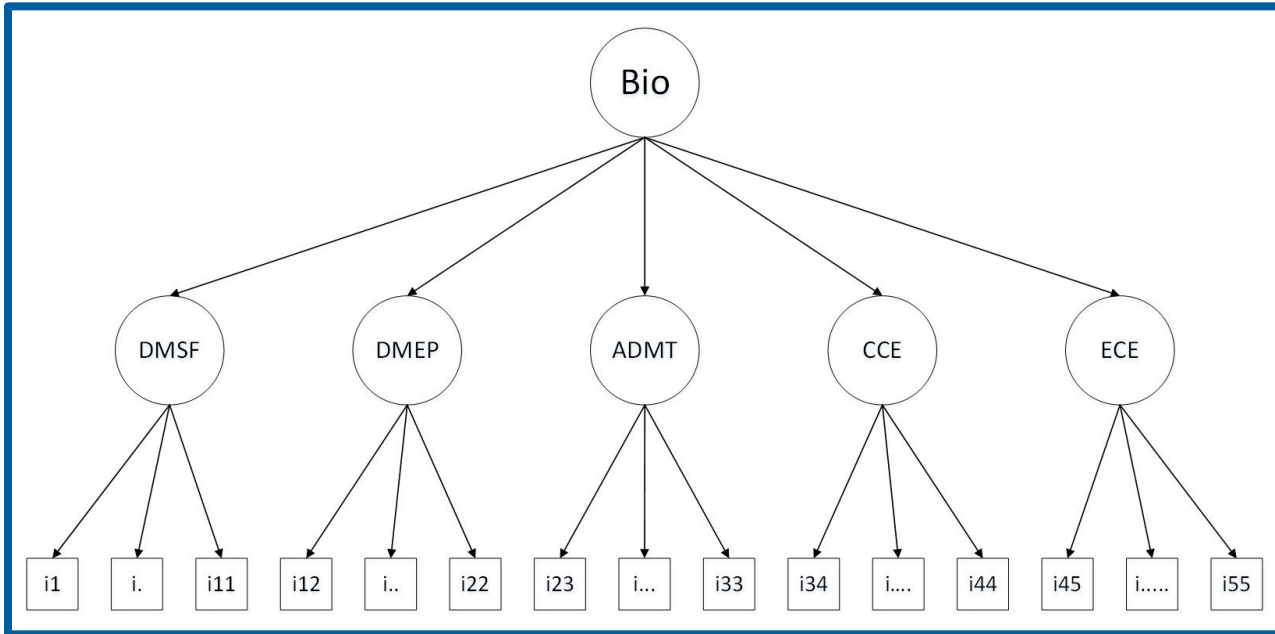 Bio
DMSF DMEP ADMT CCE ECE
i1 i. i11 i12 i.. i22 i23 i... i33 i34 i.... i44 i45 i..... i55